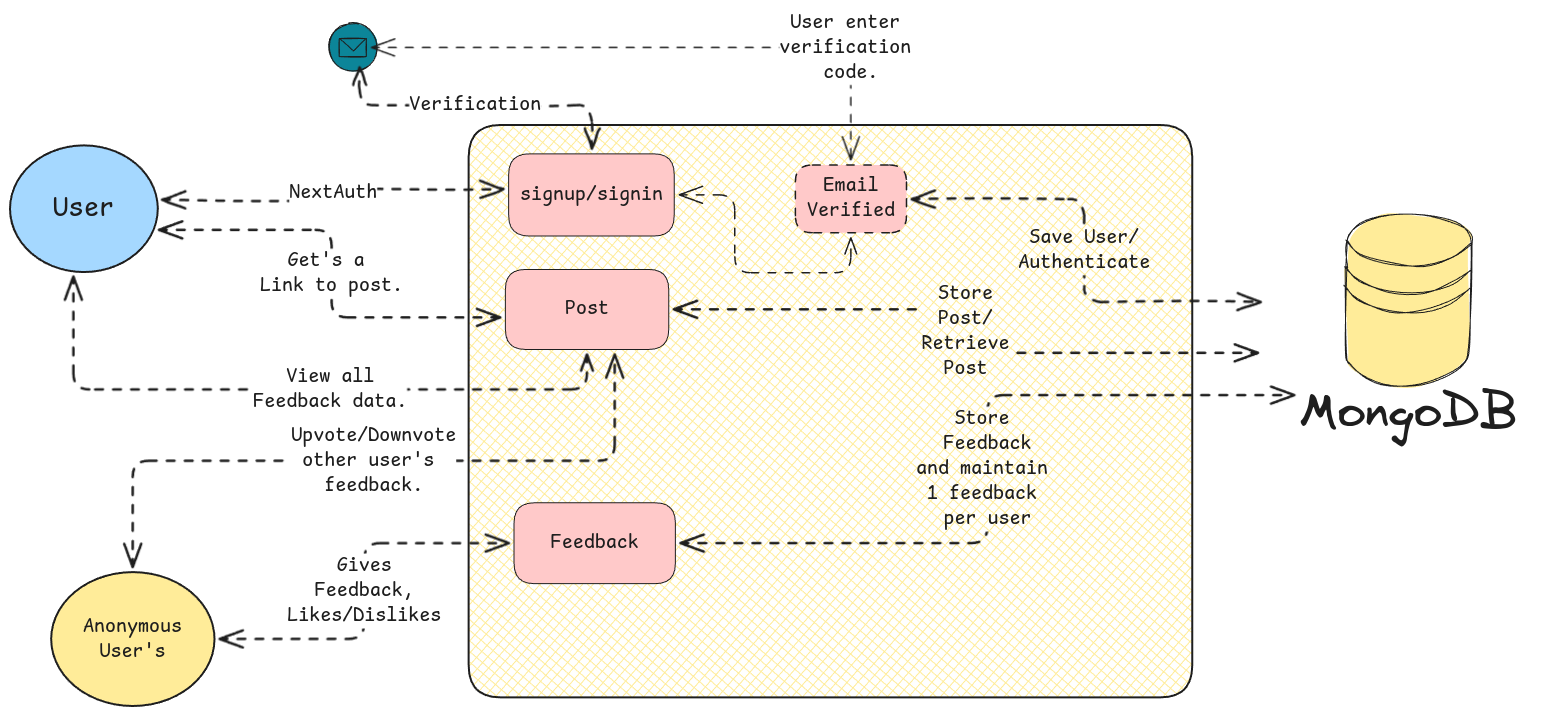 User enter
verification
code.
Verification
User
NextAuth
signup/signin
Email
Verified
Save User/
Authenticate
Get's a
Link to post.
Post
Store
Post/
Retrieve
Post
View all
Feedback data.
MongoDB
Upvote/Downvote
other user's
feedback.
Store
Feedback
and maintain
1 feedback
per user
Feedback
Gives
Feedback,
Likes/Dislikes
Anonymous
User's